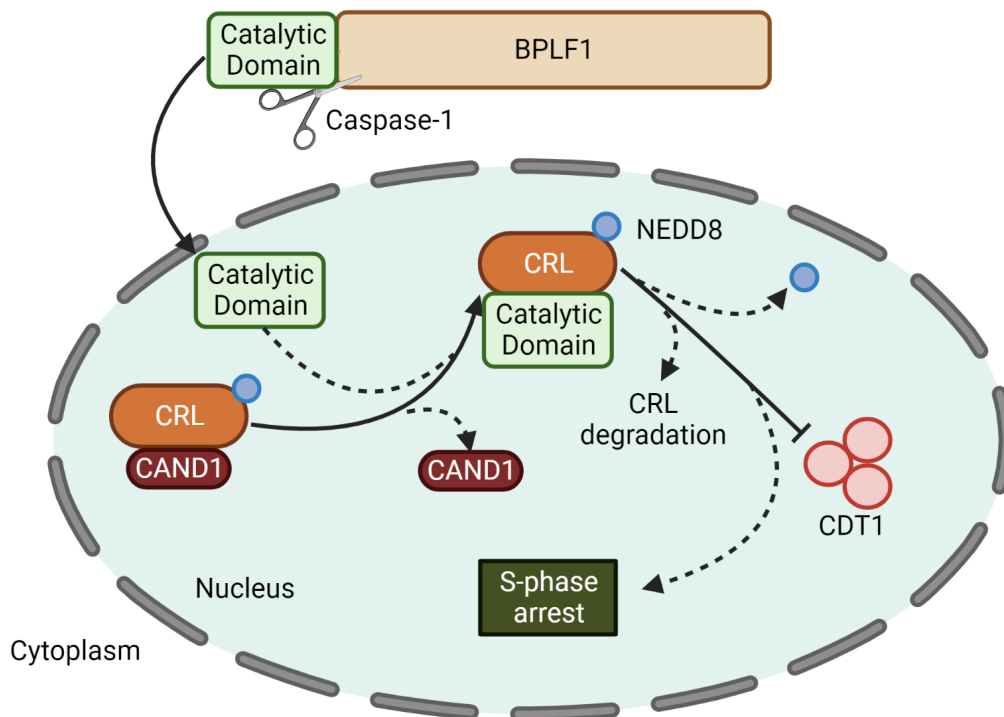 Catalytic
Domain
BPLF1
Caspase-1
NEDD8
CRL
Catalytic
Domain
Catalytic
Domain
CRL
CAND1
CAND1
CRL
degradation
CDT1
S-phase
arrest
Nucleus
Cytoplasm